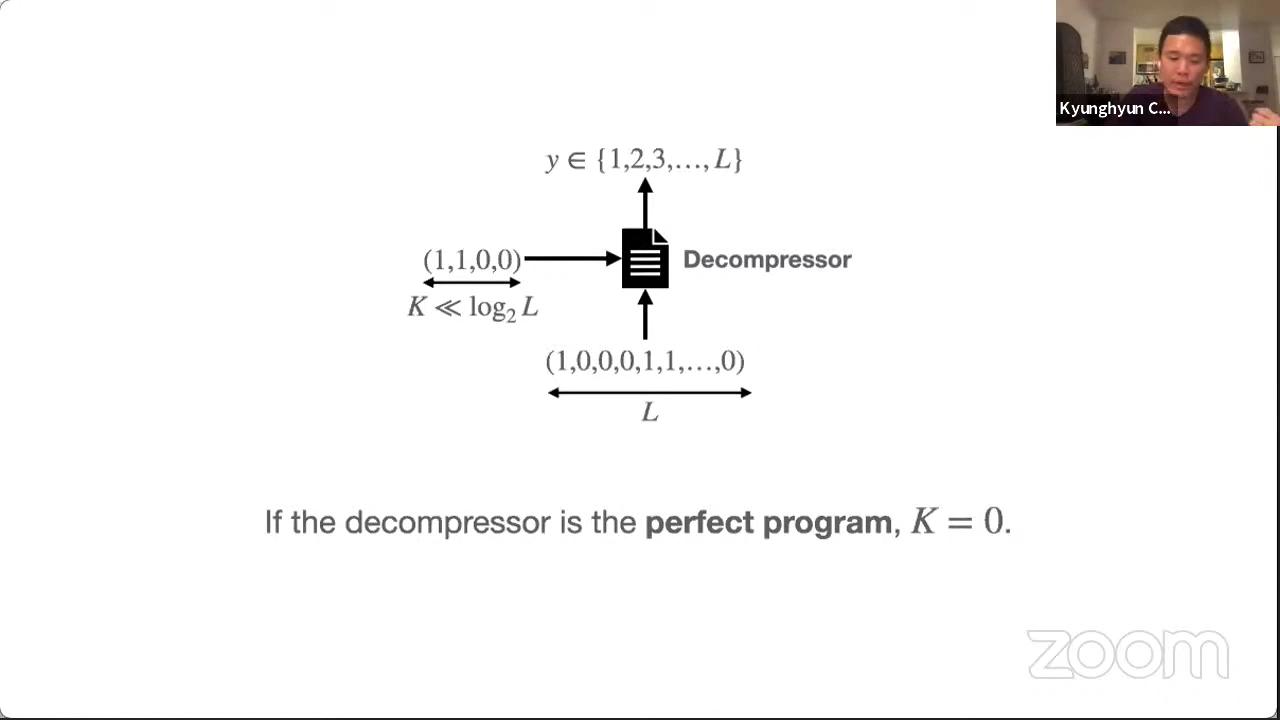 Kyunghyun C...
y ∈ {1,2,3,…, L}
(1,1,0,0)
Decompressor
K ≪ log₂ L
(1,0,0,0,1,1,…,0)
L
If the decompressor is the perfect program, K = 0.
zoom